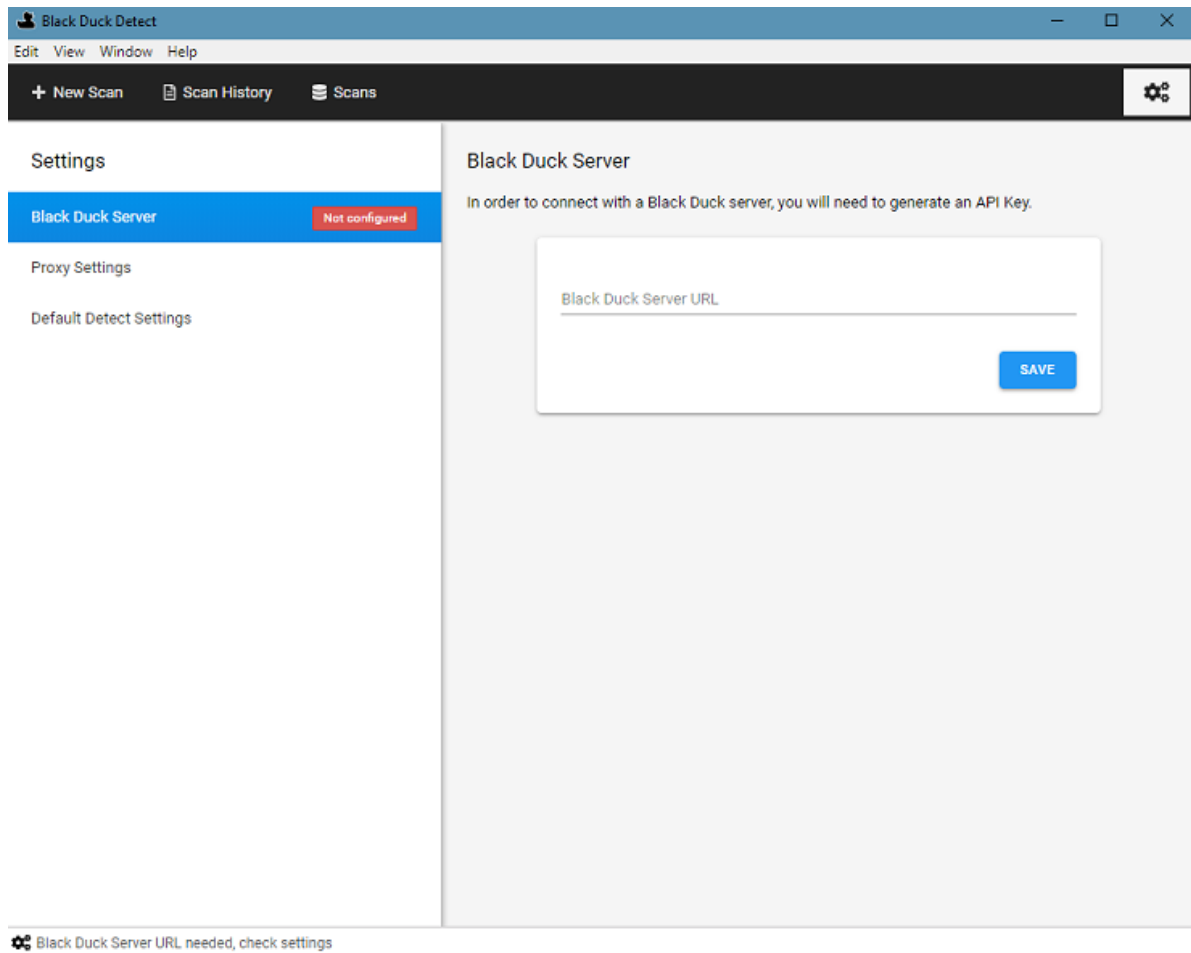 Black Duck Detect
Edit View Window Help
New Scan Scan History Scans
Settings
Black Duck Server Not configured
Proxy Settings
Default Detect Settings
Black Duck Server
In order to connect with a Black Duck server, you will need to generate an API Key.
Black Duck Server URL
SAVE
Black Duck Server URL needed, check settings